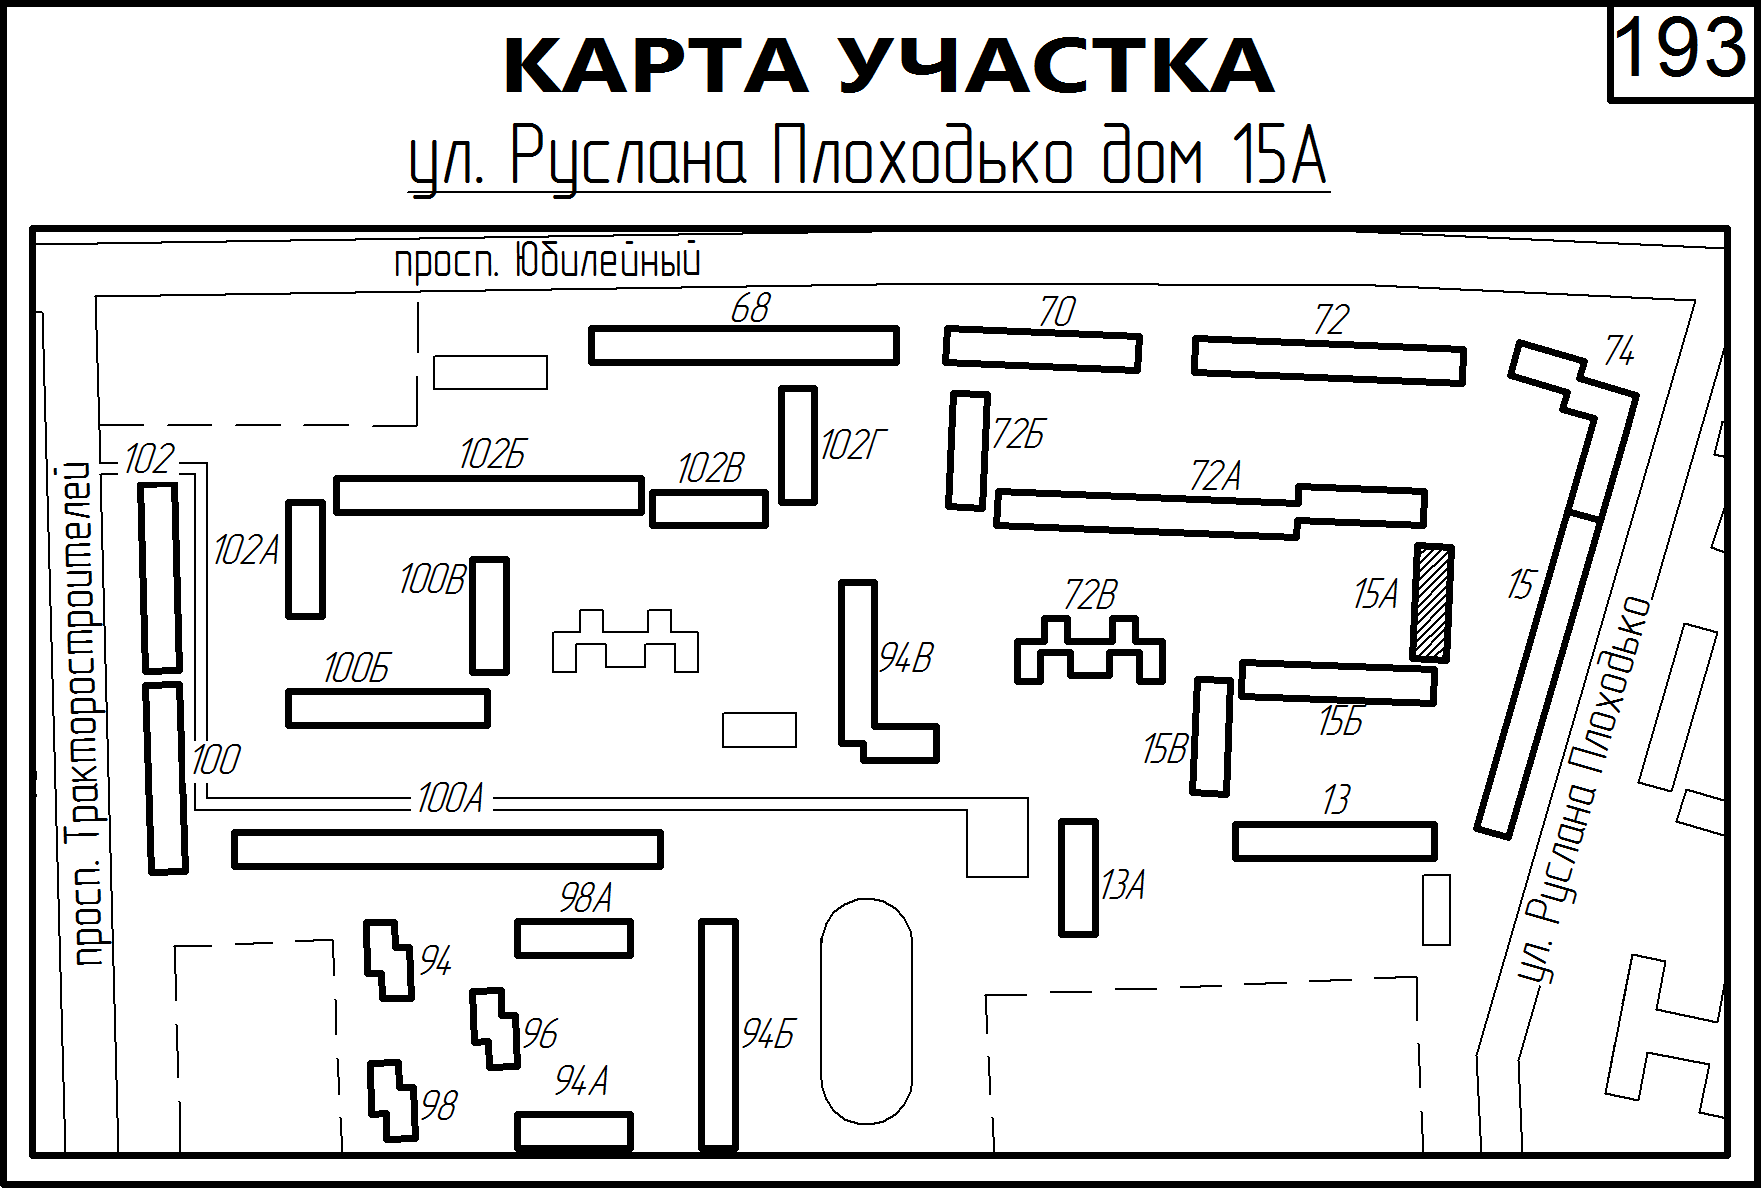 193
КАРТА УЧАСТКА
ул. Руслана Плоходько дом 15А
просп. Юбилейный
68
70
72
74
102
102Б
102В
102Г
72Б
72А
102А
100В
15А
15
72В
100Б
94В
15Б
15В
100
100А
13
13А
98А
94
96
94Б
94А
98
просп. Тракторостроителей
ул. Руслана Плоходько